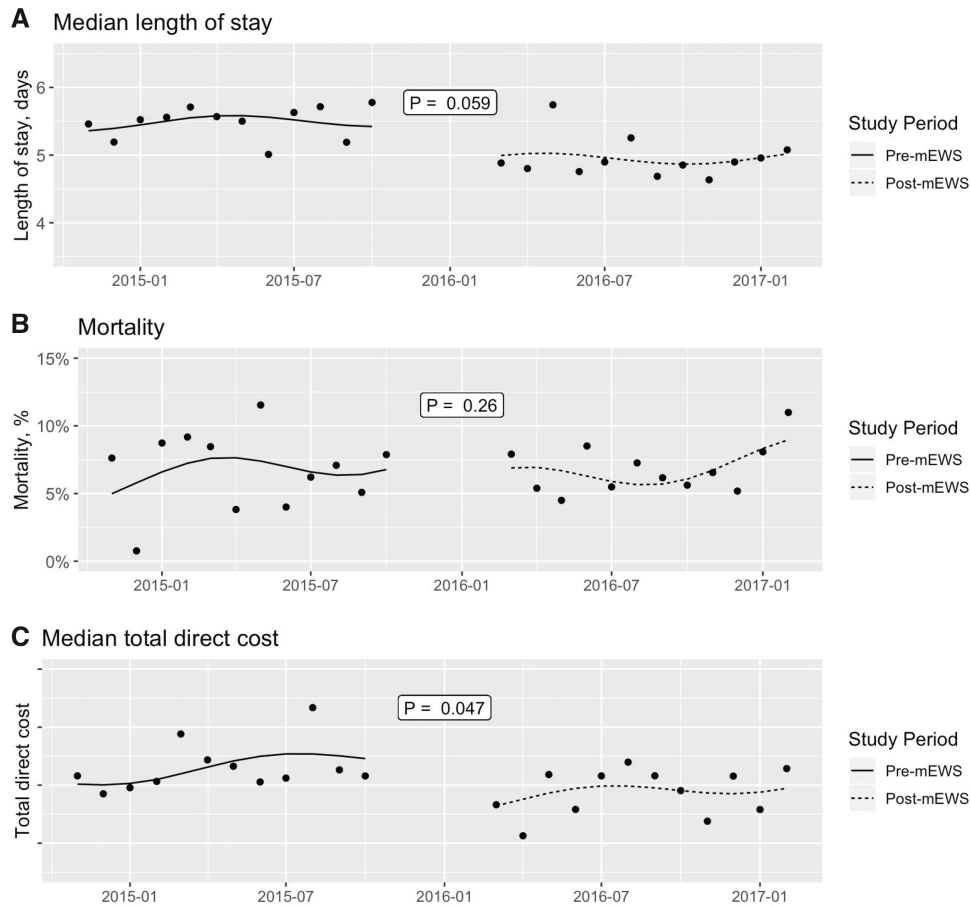 A Median length of stay
Length of stay, days
6
5
4
P = 0.059
2015-01 2015-07 2016-01 2016-07 2017-01
Study Period
Pre-mEWS
Post-mEWS
B Mortality
Mortality, %
15%
10%
5%
0%
P = 0.26
2015-01 2015-07 2016-01 2016-07 2017-01
Study Period
Pre-mEWS
Post-mEWS
C Median total direct cost
Total direct cost
P = 0.047
2015-01 2015-07 2016-01 2016-07 2017-01
Study Period
Pre-mEWS
Post-mEWS